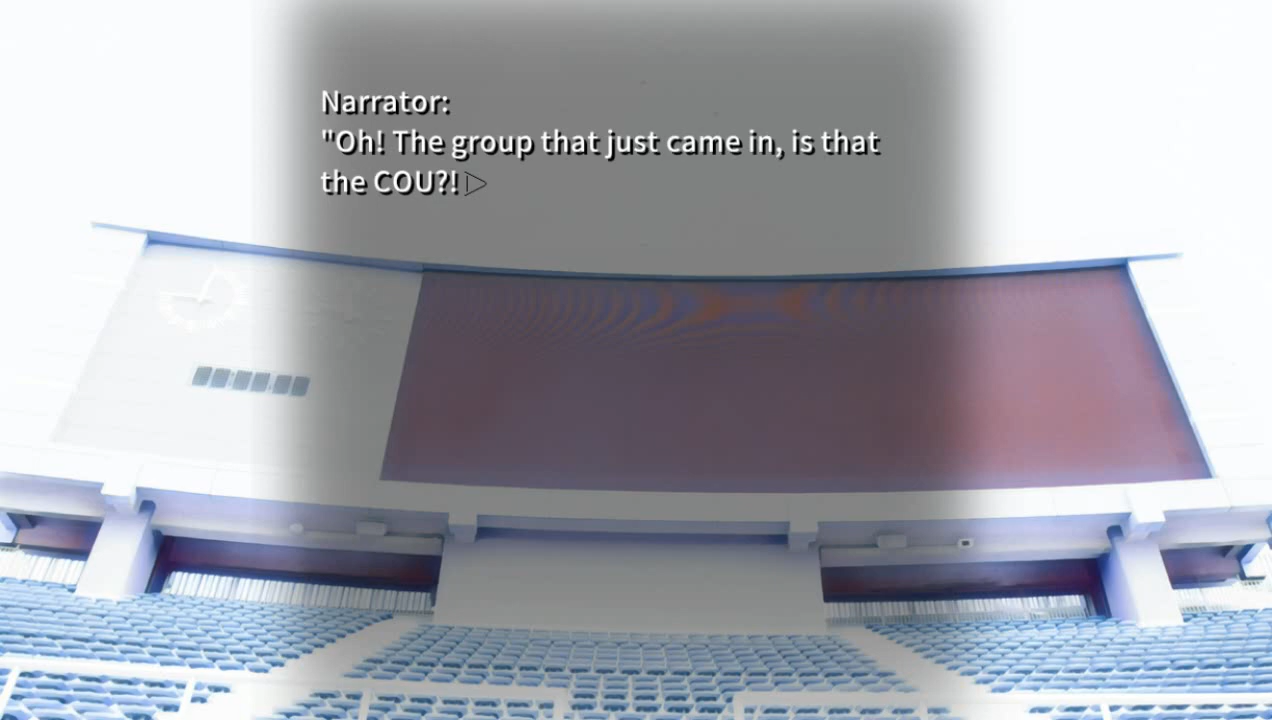 Narrator:
"Oh! The group that just came in, is that
the COU?! ▷